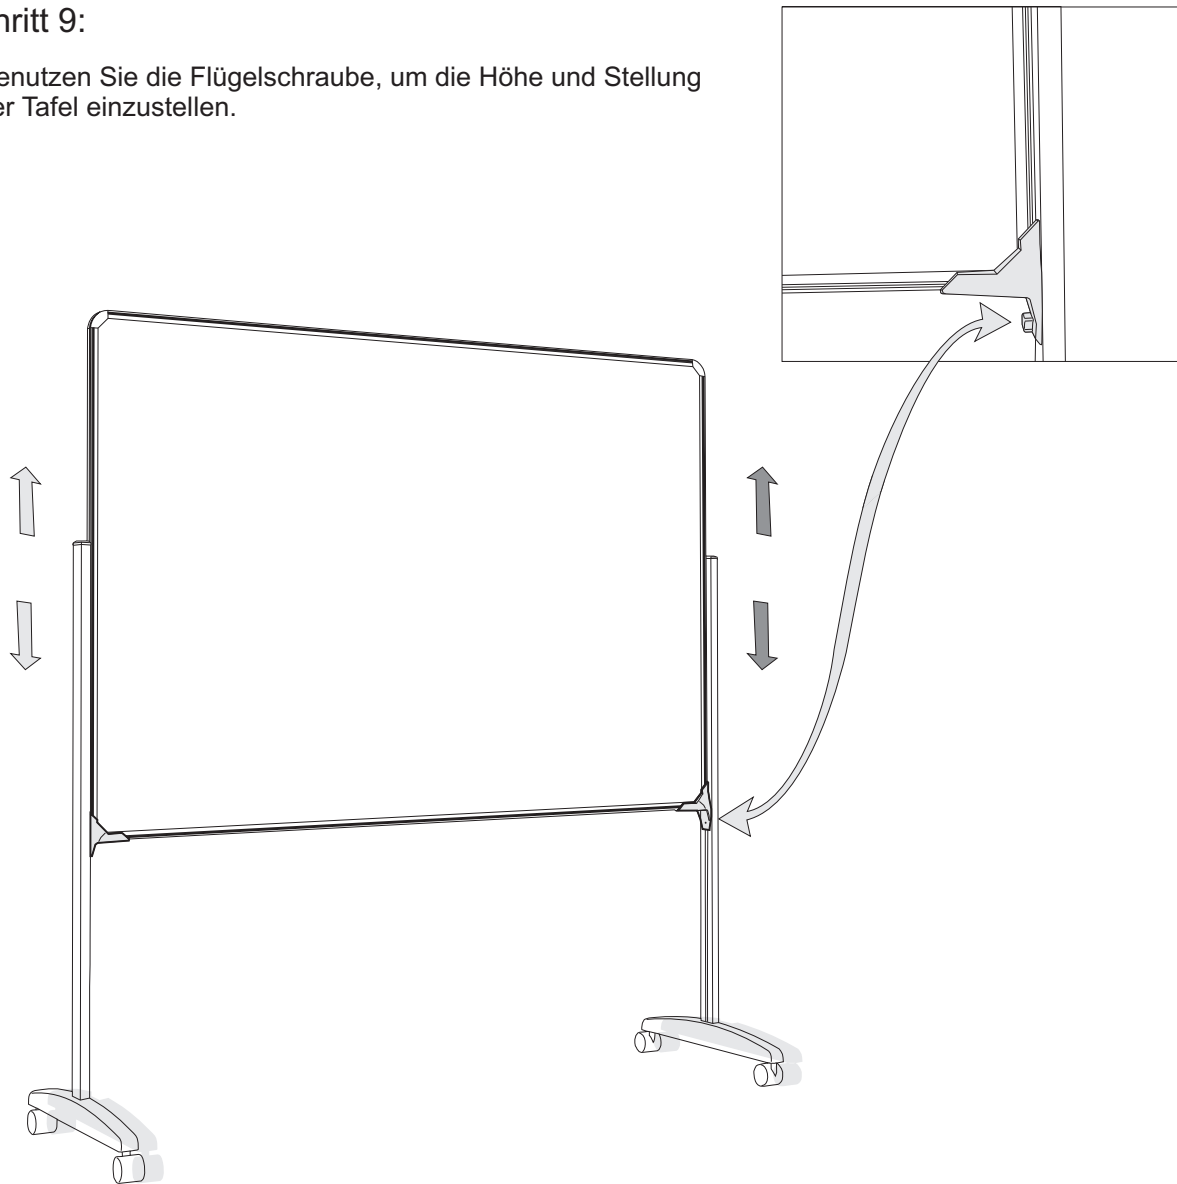 hritt 9:
enutzen Sie die Flügelschraube, um die Höhe und Stellung
er Tafel einzustellen.